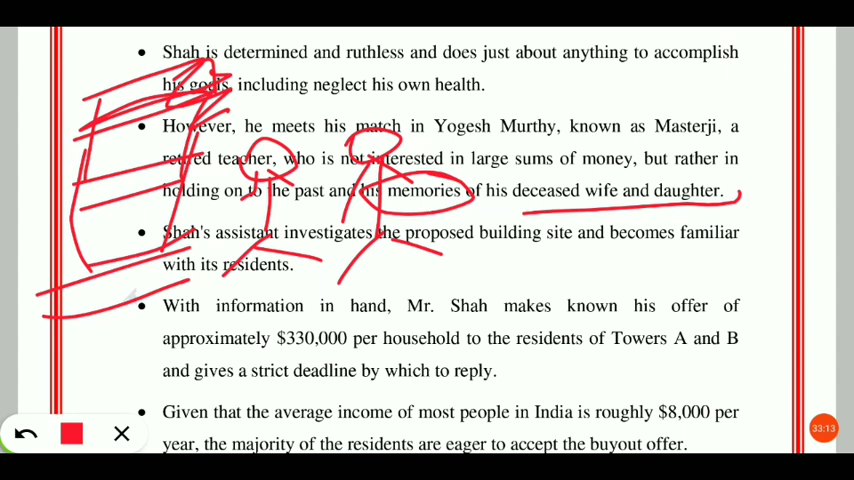 • Shah is determined and ruthless and does just about anything to accomplish
his goals, including neglect his own health.
• However, he meets his match in Yogesh Murthy, known as Masterji, a
retired teacher, who is not interested in large sums of money, but rather in
holding on to the past and his memories of his deceased wife and daughter.
• Shah's assistant investigates the proposed building site and becomes familiar
with its residents.
• With information in hand, Mr. Shah makes known his offer of
approximately $330,000 per household to the residents of Towers A and B
and gives a strict deadline by which to reply.
• Given that the average income of most people in India is roughly $8,000 per
year, the majority of the residents are eager to accept the buyout offer.
33:13